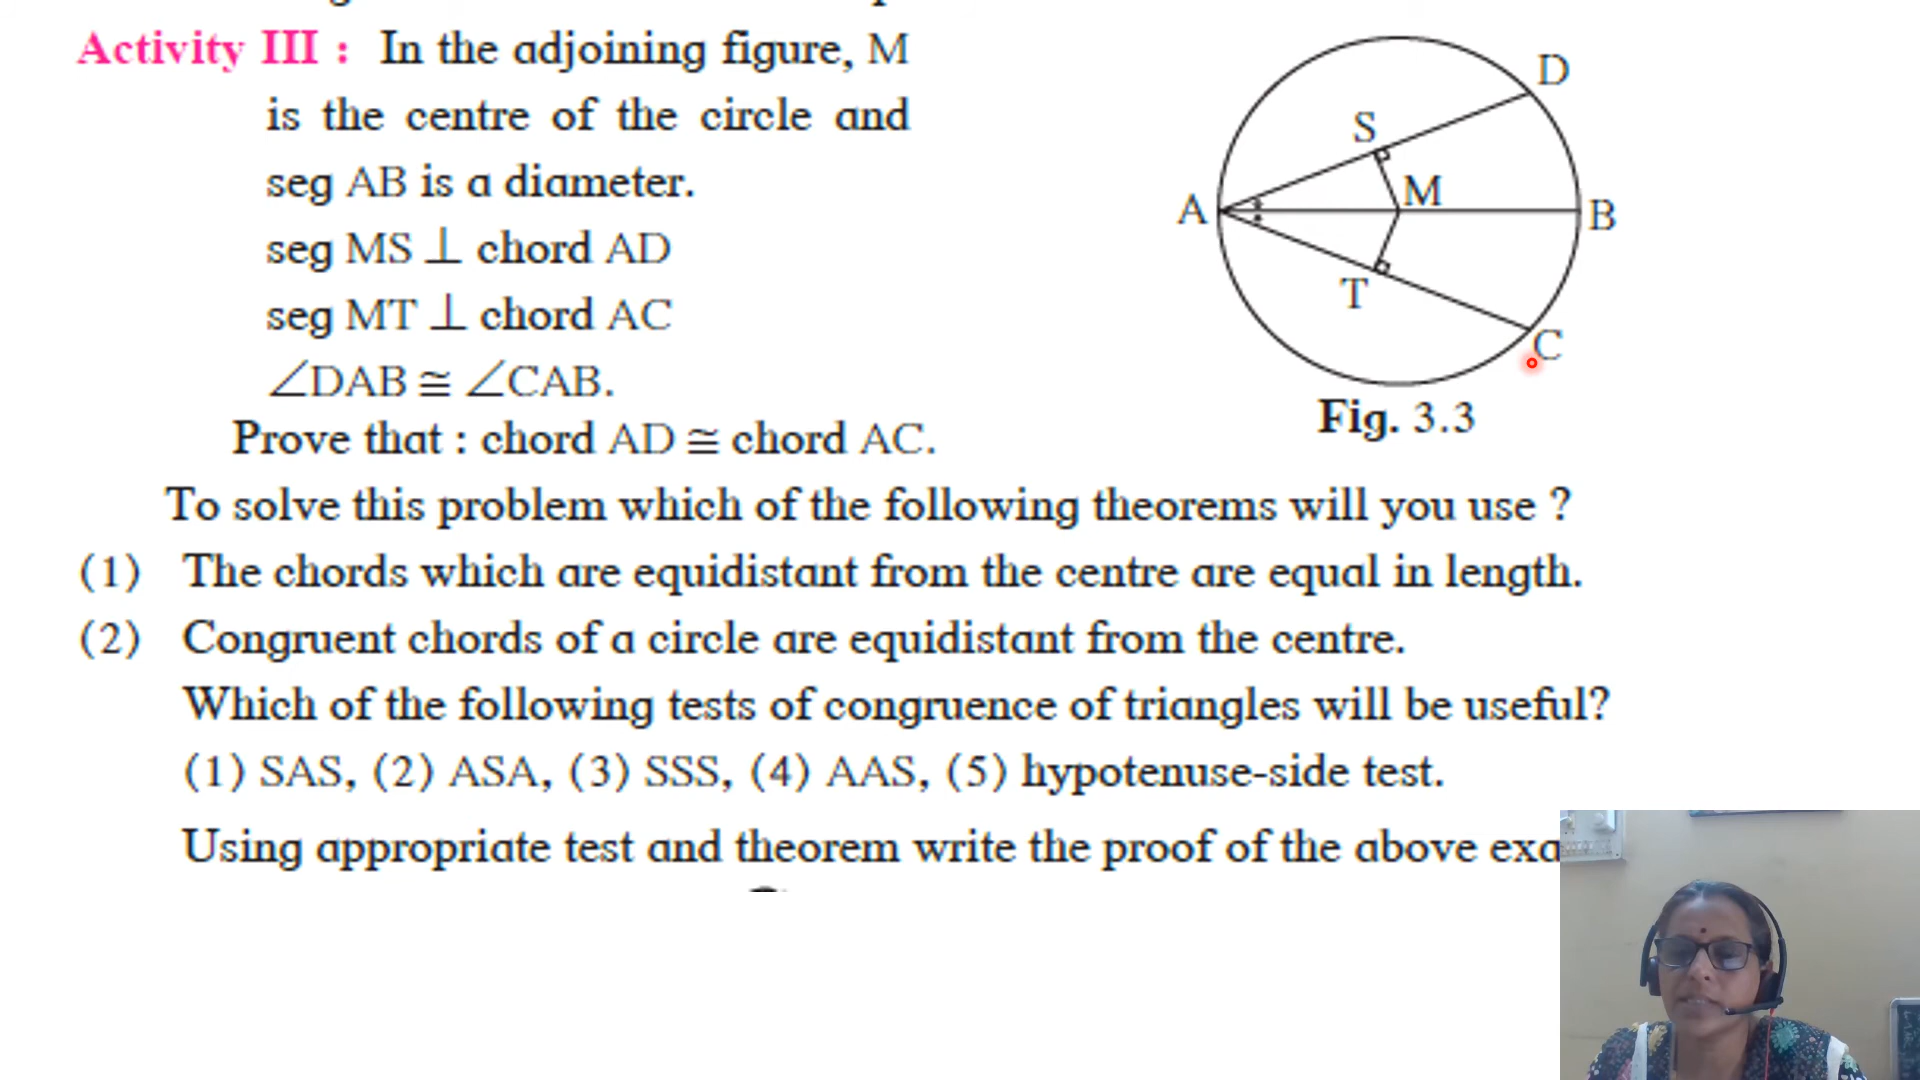 Activity III : In the adjoining figure, M
is the centre of the circle and
seg AB is a diameter.
seg MS ⊥ chord AD
seg MT ⊥ chord AC
∠DAB ≅ ∠CAB.
Prove that : chord AD ≅ chord AC.
D
S
M
A
B
T
C
Fig. 3.3
To solve this problem which of the following theorems will you use ?
(1) The chords which are equidistant from the centre are equal in length.
(2) Congruent chords of a circle are equidistant from the centre.
Which of the following tests of congruence of triangles will be useful?
(1) SAS, (2) ASA, (3) SSS, (4) AAS, (5) hypotenuse-side test.
Using appropriate test and theorem write the proof of the above exa